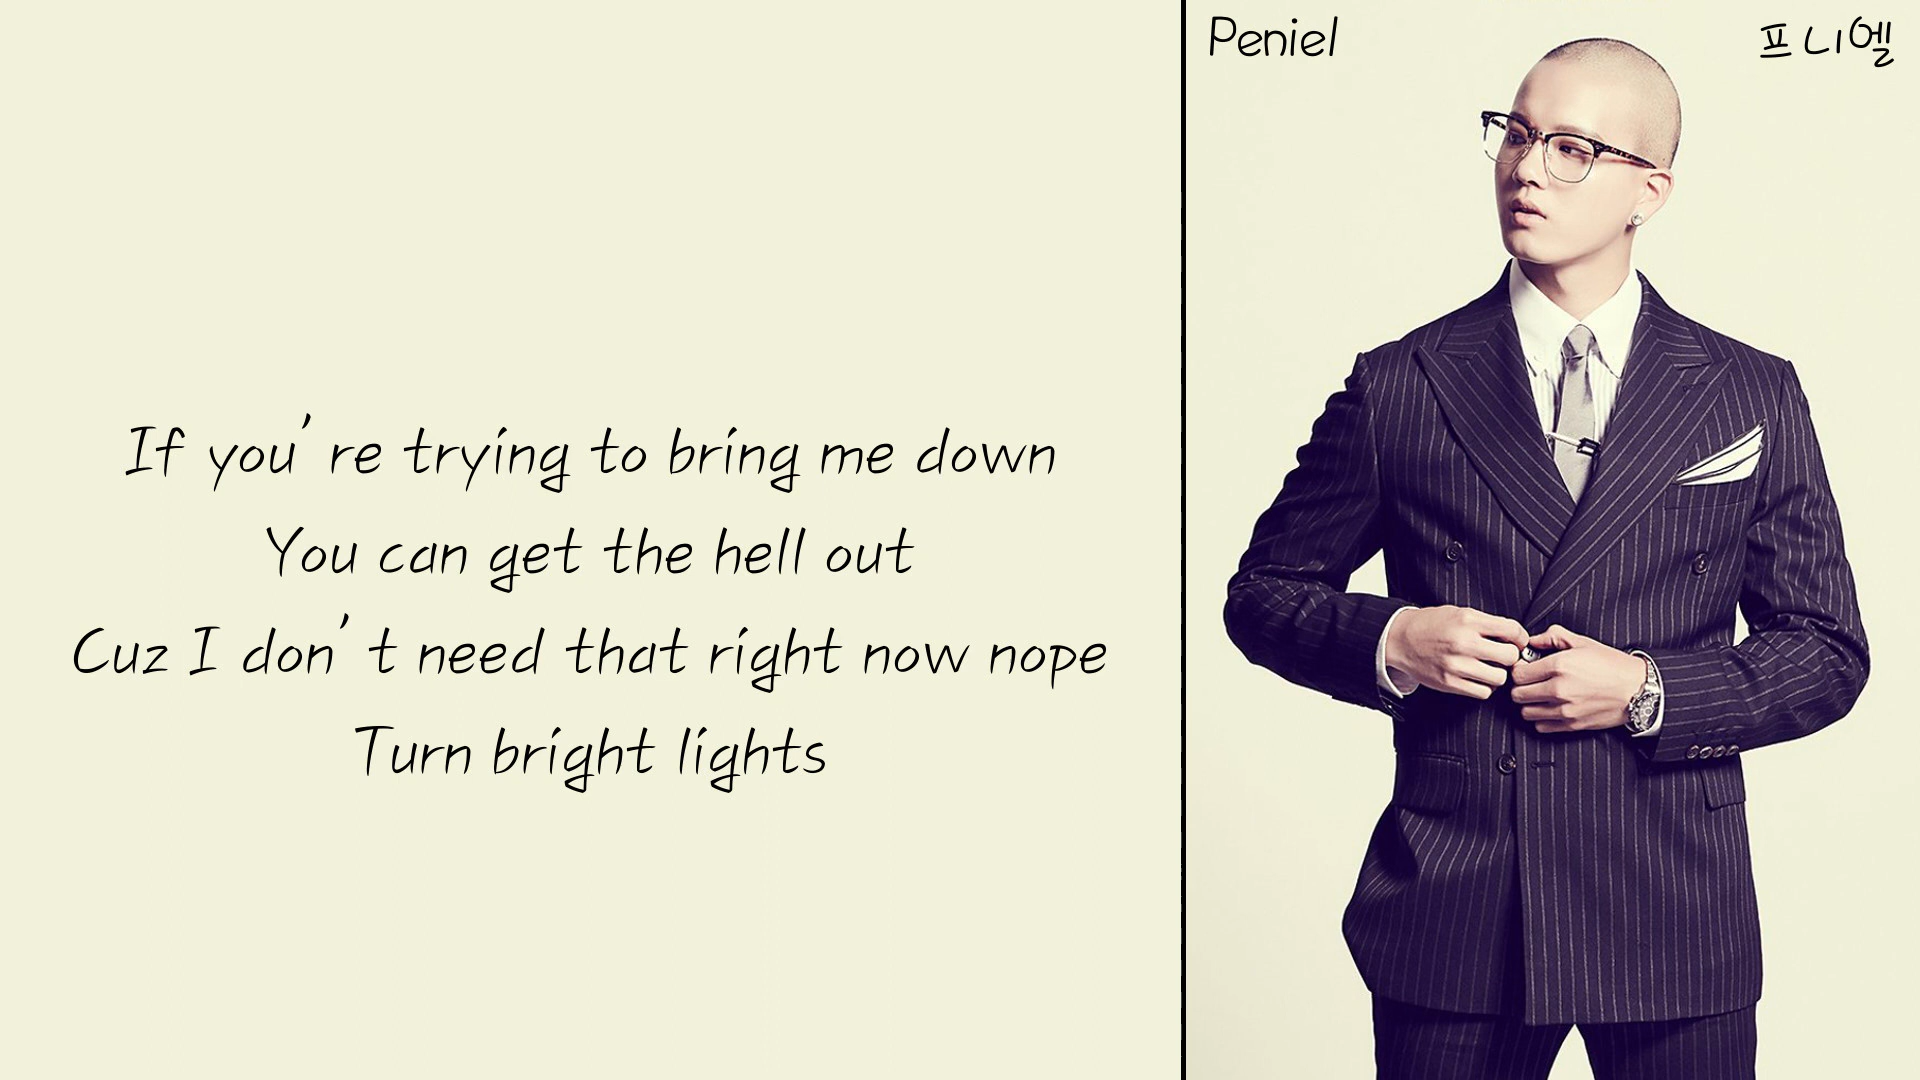 Peniel
프니엘
If you're trying to bring me down
You can get the hell out
Cuz I don't need that right now nope
Turn bright lights